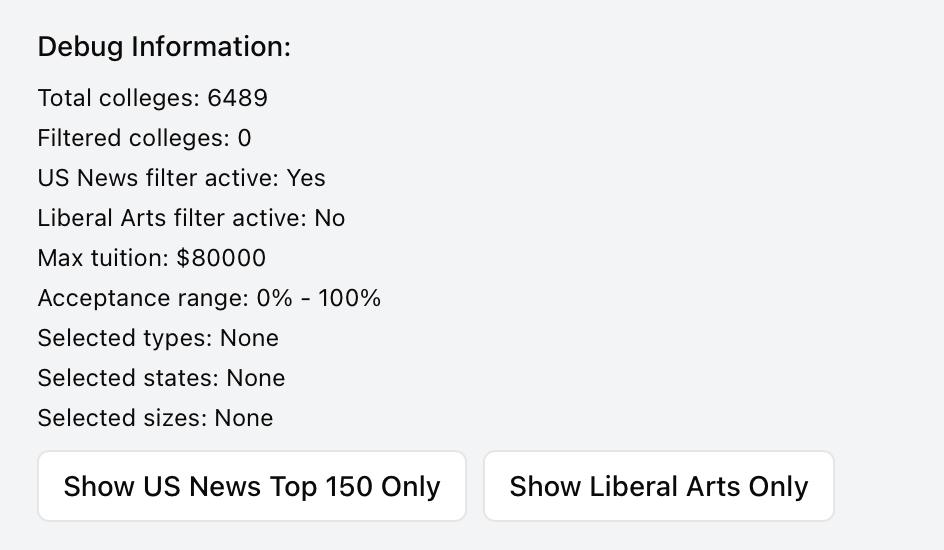 Debug Information:
Total colleges: 6489
Filtered colleges: 0
US News filter active: Yes
Liberal Arts filter active: No
Max tuition: $80000
Acceptance range: 0% - 100%
Selected types: None
Selected states: None
Selected sizes: None
Show US News Top 150 Only
Show Liberal Arts Only